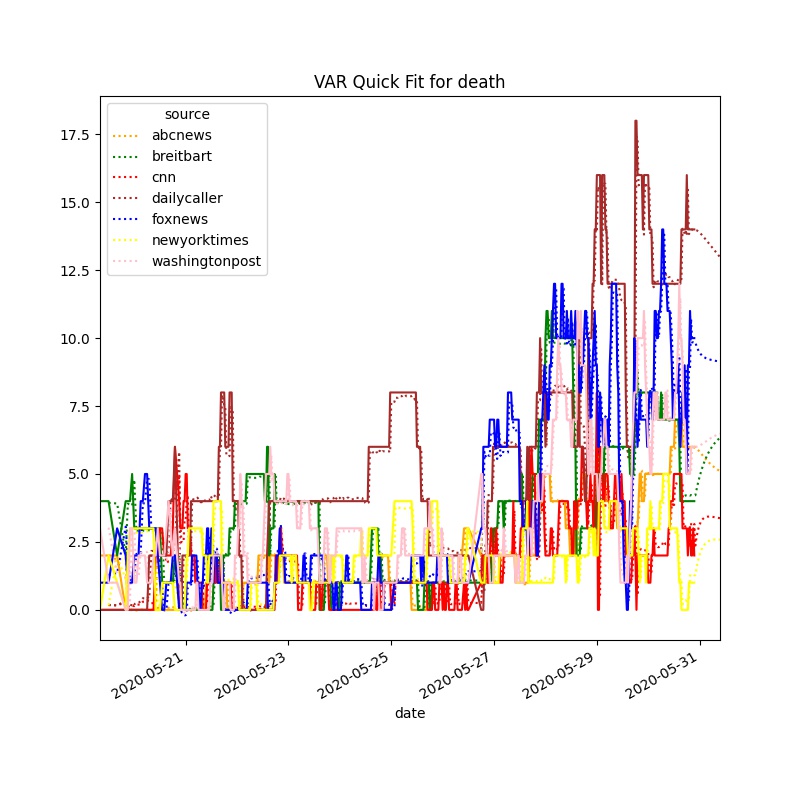 VAR Quick Fit for death
source
abcnews
breitbart
cnn
dailycaller
foxnews
newyorktimes
washingtonpost
17.5
15.0
12.5
10.0
7.5
5.0
2.5
0.0
2020-05-21
2020-05-23
2020-05-25
2020-05-27
2020-05-29
2020-05-31
date